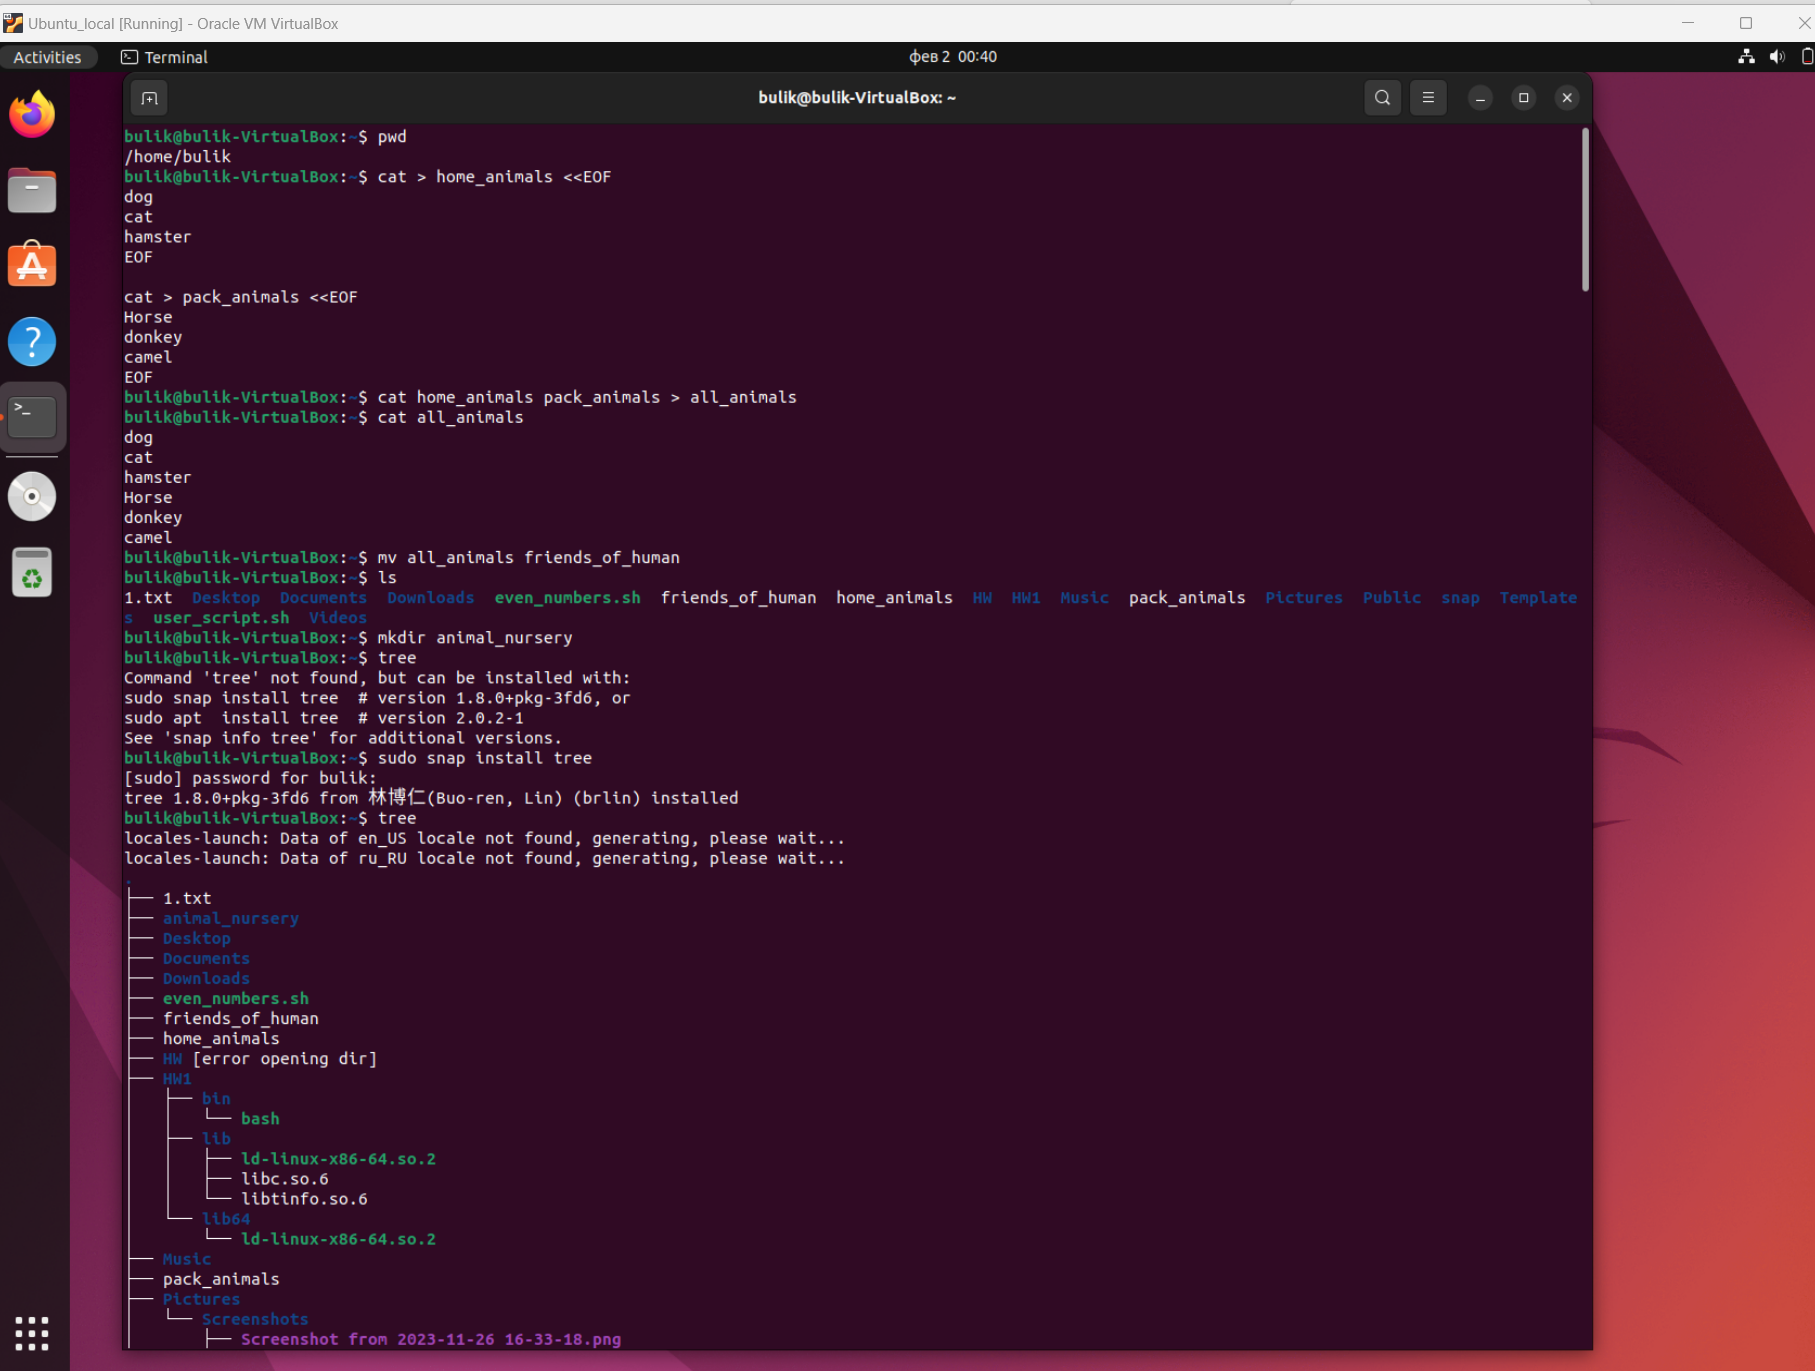 Ubuntu_local [Running] - Oracle VM VirtualBox
Activities Terminal фев 2 00:40
bulik@bulik-VirtualBox: ~
bulik@bulik-VirtualBox:~$ pwd
/home/bulik
bulik@bulik-VirtualBox:~$ cat > home_animals <<EOF
dog
cat
hamster
EOF
cat > pack_animals <<EOF
Horse
donkey
camel
EOF
bulik@bulik-VirtualBox:~$ cat home_animals pack_animals > all_animals
bulik@bulik-VirtualBox:~$ cat all_animals
dog
cat
hamster
Horse
donkey
camel
bulik@bulik-VirtualBox:~$ mv all_animals friends_of_human
bulik@bulik-VirtualBox:~$ ls
1.txt  Desktop  Documents  Downloads  even_numbers.sh  friends_of_human  home_animals  HW  HW1  Music  pack_animals  Pictures  Public  snap  Template
s  user_script.sh  Videos
bulik@bulik-VirtualBox:~$ mkdir animal_nursery
bulik@bulik-VirtualBox:~$ tree
Command 'tree' not found, but can be installed with:
sudo snap install tree  # version 1.8.0+pkg-3fd6, or
sudo apt  install tree  # version 2.0.2-1
See 'snap info tree' for additional versions.
bulik@bulik-VirtualBox:~$ sudo snap install tree
[sudo] password for bulik:
tree 1.8.0+pkg-3fd6 from 林博仁(Buo-ren, Lin) (brlin) installed
bulik@bulik-VirtualBox:~$ tree
locales-launch: Data of en_US locale not found, generating, please wait...
locales-launch: Data of ru_RU locale not found, generating, please wait...
.
├── 1.txt
├── animal_nursery
├── Desktop
├── Documents
├── Downloads
├── even_numbers.sh
├── friends_of_human
├── home_animals
├── HW [error opening dir]
├── HW1
│   ├── bin
│   │   └── bash
│   ├── lib
│   │   ├── ld-linux-x86-64.so.2
│   │   ├── libc.so.6
│   │   └── libtinfo.so.6
│   └── lib64
│       └── ld-linux-x86-64.so.2
├── Music
├── pack_animals
├── Pictures
│   └── Screenshots
│       ├── Screenshot from 2023-11-26 16-33-18.png